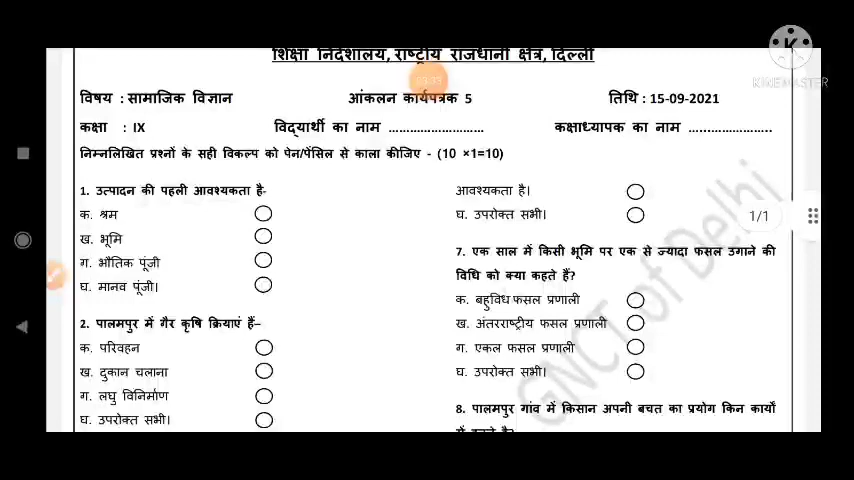 शिक्षा निदेशालय, राष्ट्रीय राजधानी क्षेत्र, दिल्ली
विषय : सामाजिक विज्ञान आंकलन कार्यपत्रक 5 तिथि : 15-09-2021
कक्षा : IX विद्यार्थी का नाम ........................... कक्षाध्यापक का नाम ........................
निम्नलिखित प्रश्नों के सही विकल्प को पेन/पेंसिल से काला कीजिए - (10 ×1=10)
1. उत्पादन की पहली आवश्यकता है-
क. श्रम
ख. भूमि
ग. भौतिक पूंजी
घ. मानव पूंजी।
2. पालमपुर में गैर कृषि क्रियाएं हैं–
क. परिवहन
ख. दुकान चलाना
ग. लघु विनिर्माण
घ. उपरोक्त सभी।
आवश्यकता है।
घ. उपरोक्त सभी।
7. एक साल में किसी भूमि पर एक से ज्यादा फसल उगाने की
विधि को क्या कहते हैं?
क. बहुविध फसल प्रणाली
ख. अंतरराष्ट्रीय फसल प्रणाली
ग. एकल फसल प्रणाली
घ. उपरोक्त सभी।
8. पालमपुर गांव में किसान अपनी बचत का प्रयोग किन कार्यों
GNCT of Delhi
1/1
KINEMASTER